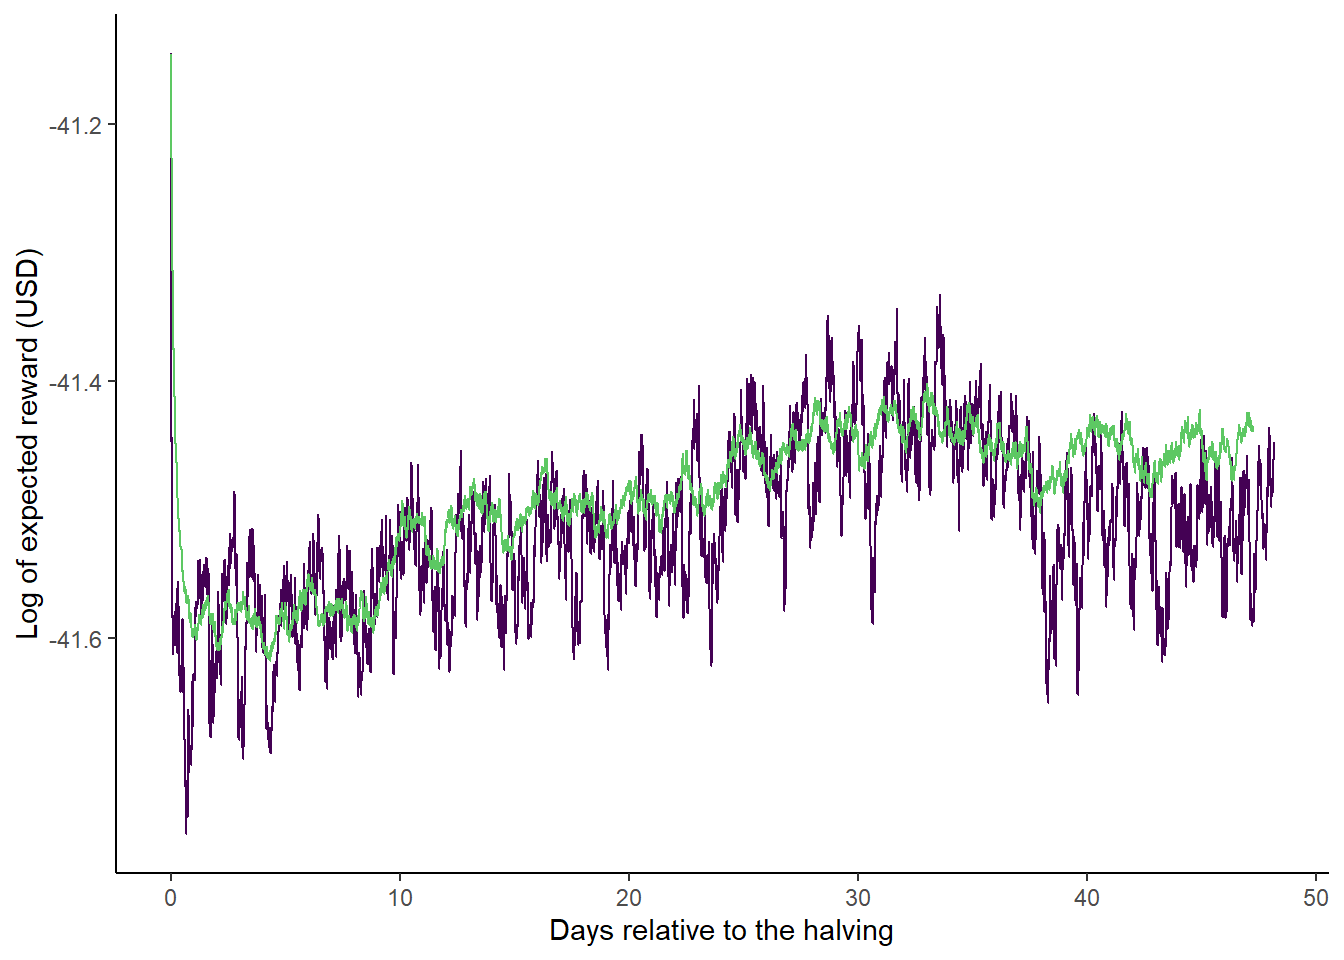 Log of expected reward (USD)
-41.2
-41.4
-41.6
0 10 20 30 40 50
Days relative to the halving